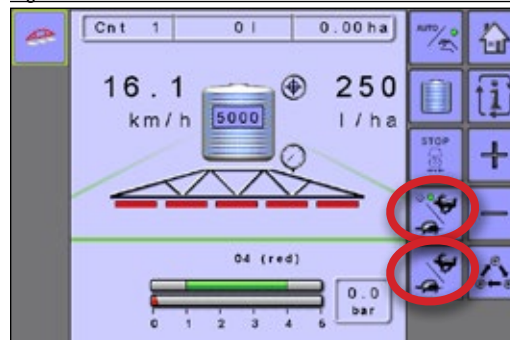 Cnt 1 0 l 0.00 ha
AUTO
16.1 250
km/h l/ha
5000
STOP
04 (red)
0.0
bar
0 1 2 3 4 5